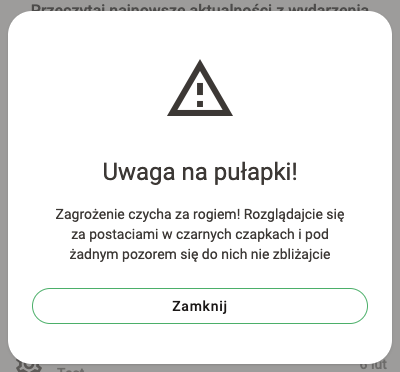 Przeczytaj najnowsze aktualności z wydarzenia
Uwaga na pułapki!
Zagrożenie czycha za rogiem! Rozglądajcie się
za postaciami w czarnych czapkach i pod
żadnym pozorem się do nich nie zbliżajcie
Zamknij
Test
6 lut